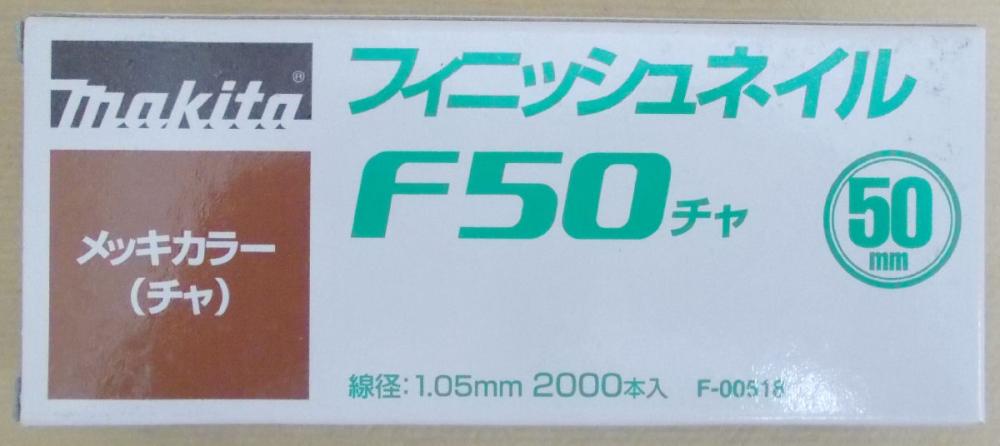 makita®
フィニッシュネイル
F50チャ
50
mm
メッキカラー
(チャ)
線径:1.05mm 2000本入 F-00518